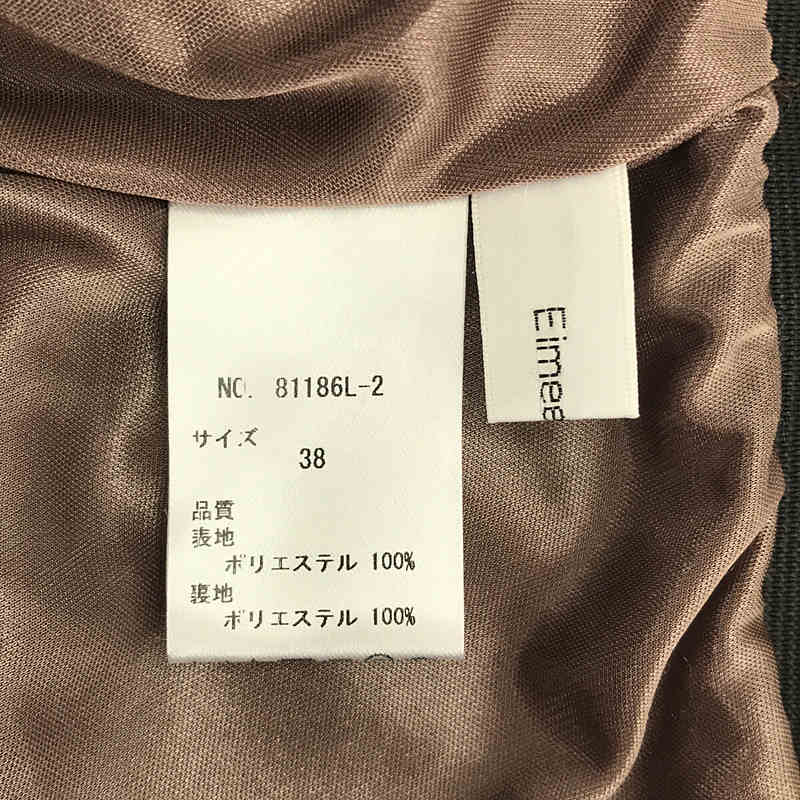 NO. 81186L-2
サイズ
38
品質
表地
ポリエステル 100%
裏地
ポリエステル 100%
Eimee